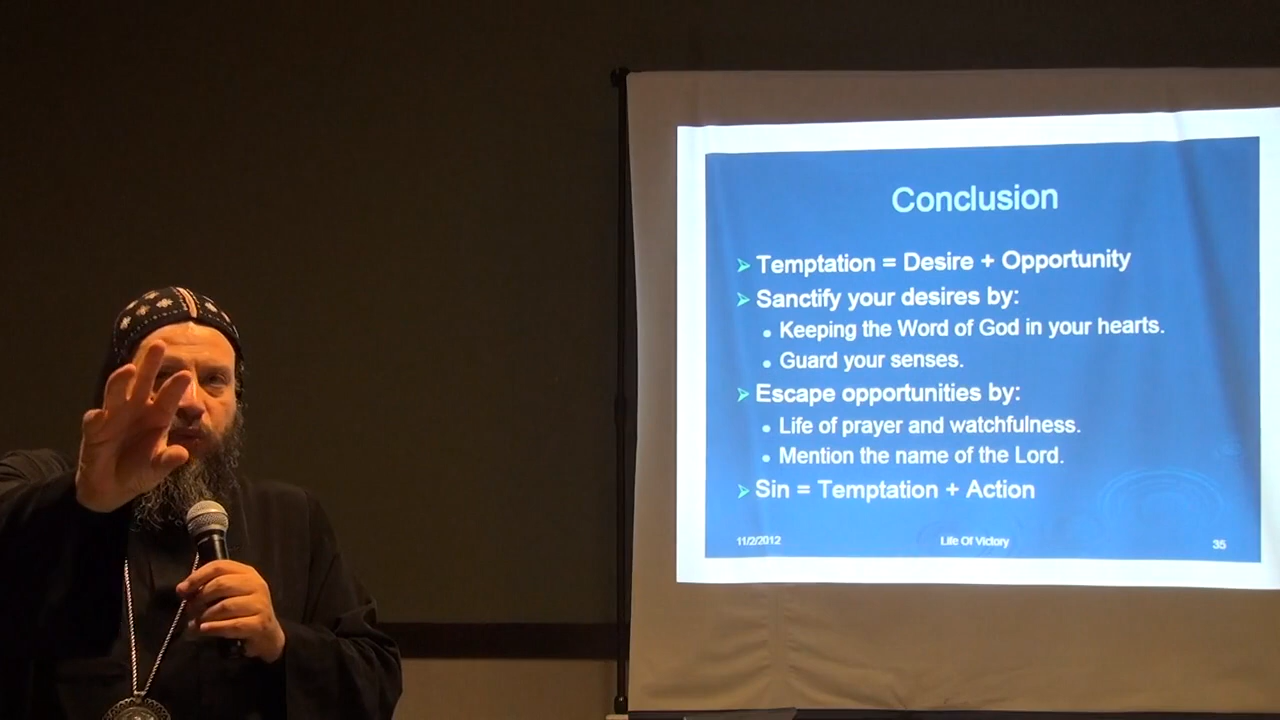 Conclusion
Temptation = Desire + Opportunity
Sanctify your desires by:
Keeping the Word of God in your hearts.
Guard your senses.
Escape opportunities by:
Life of prayer and watchfulness.
Mention the name of the Lord.
Sin = Temptation + Action
11/2/2012 Life Of Victory 35